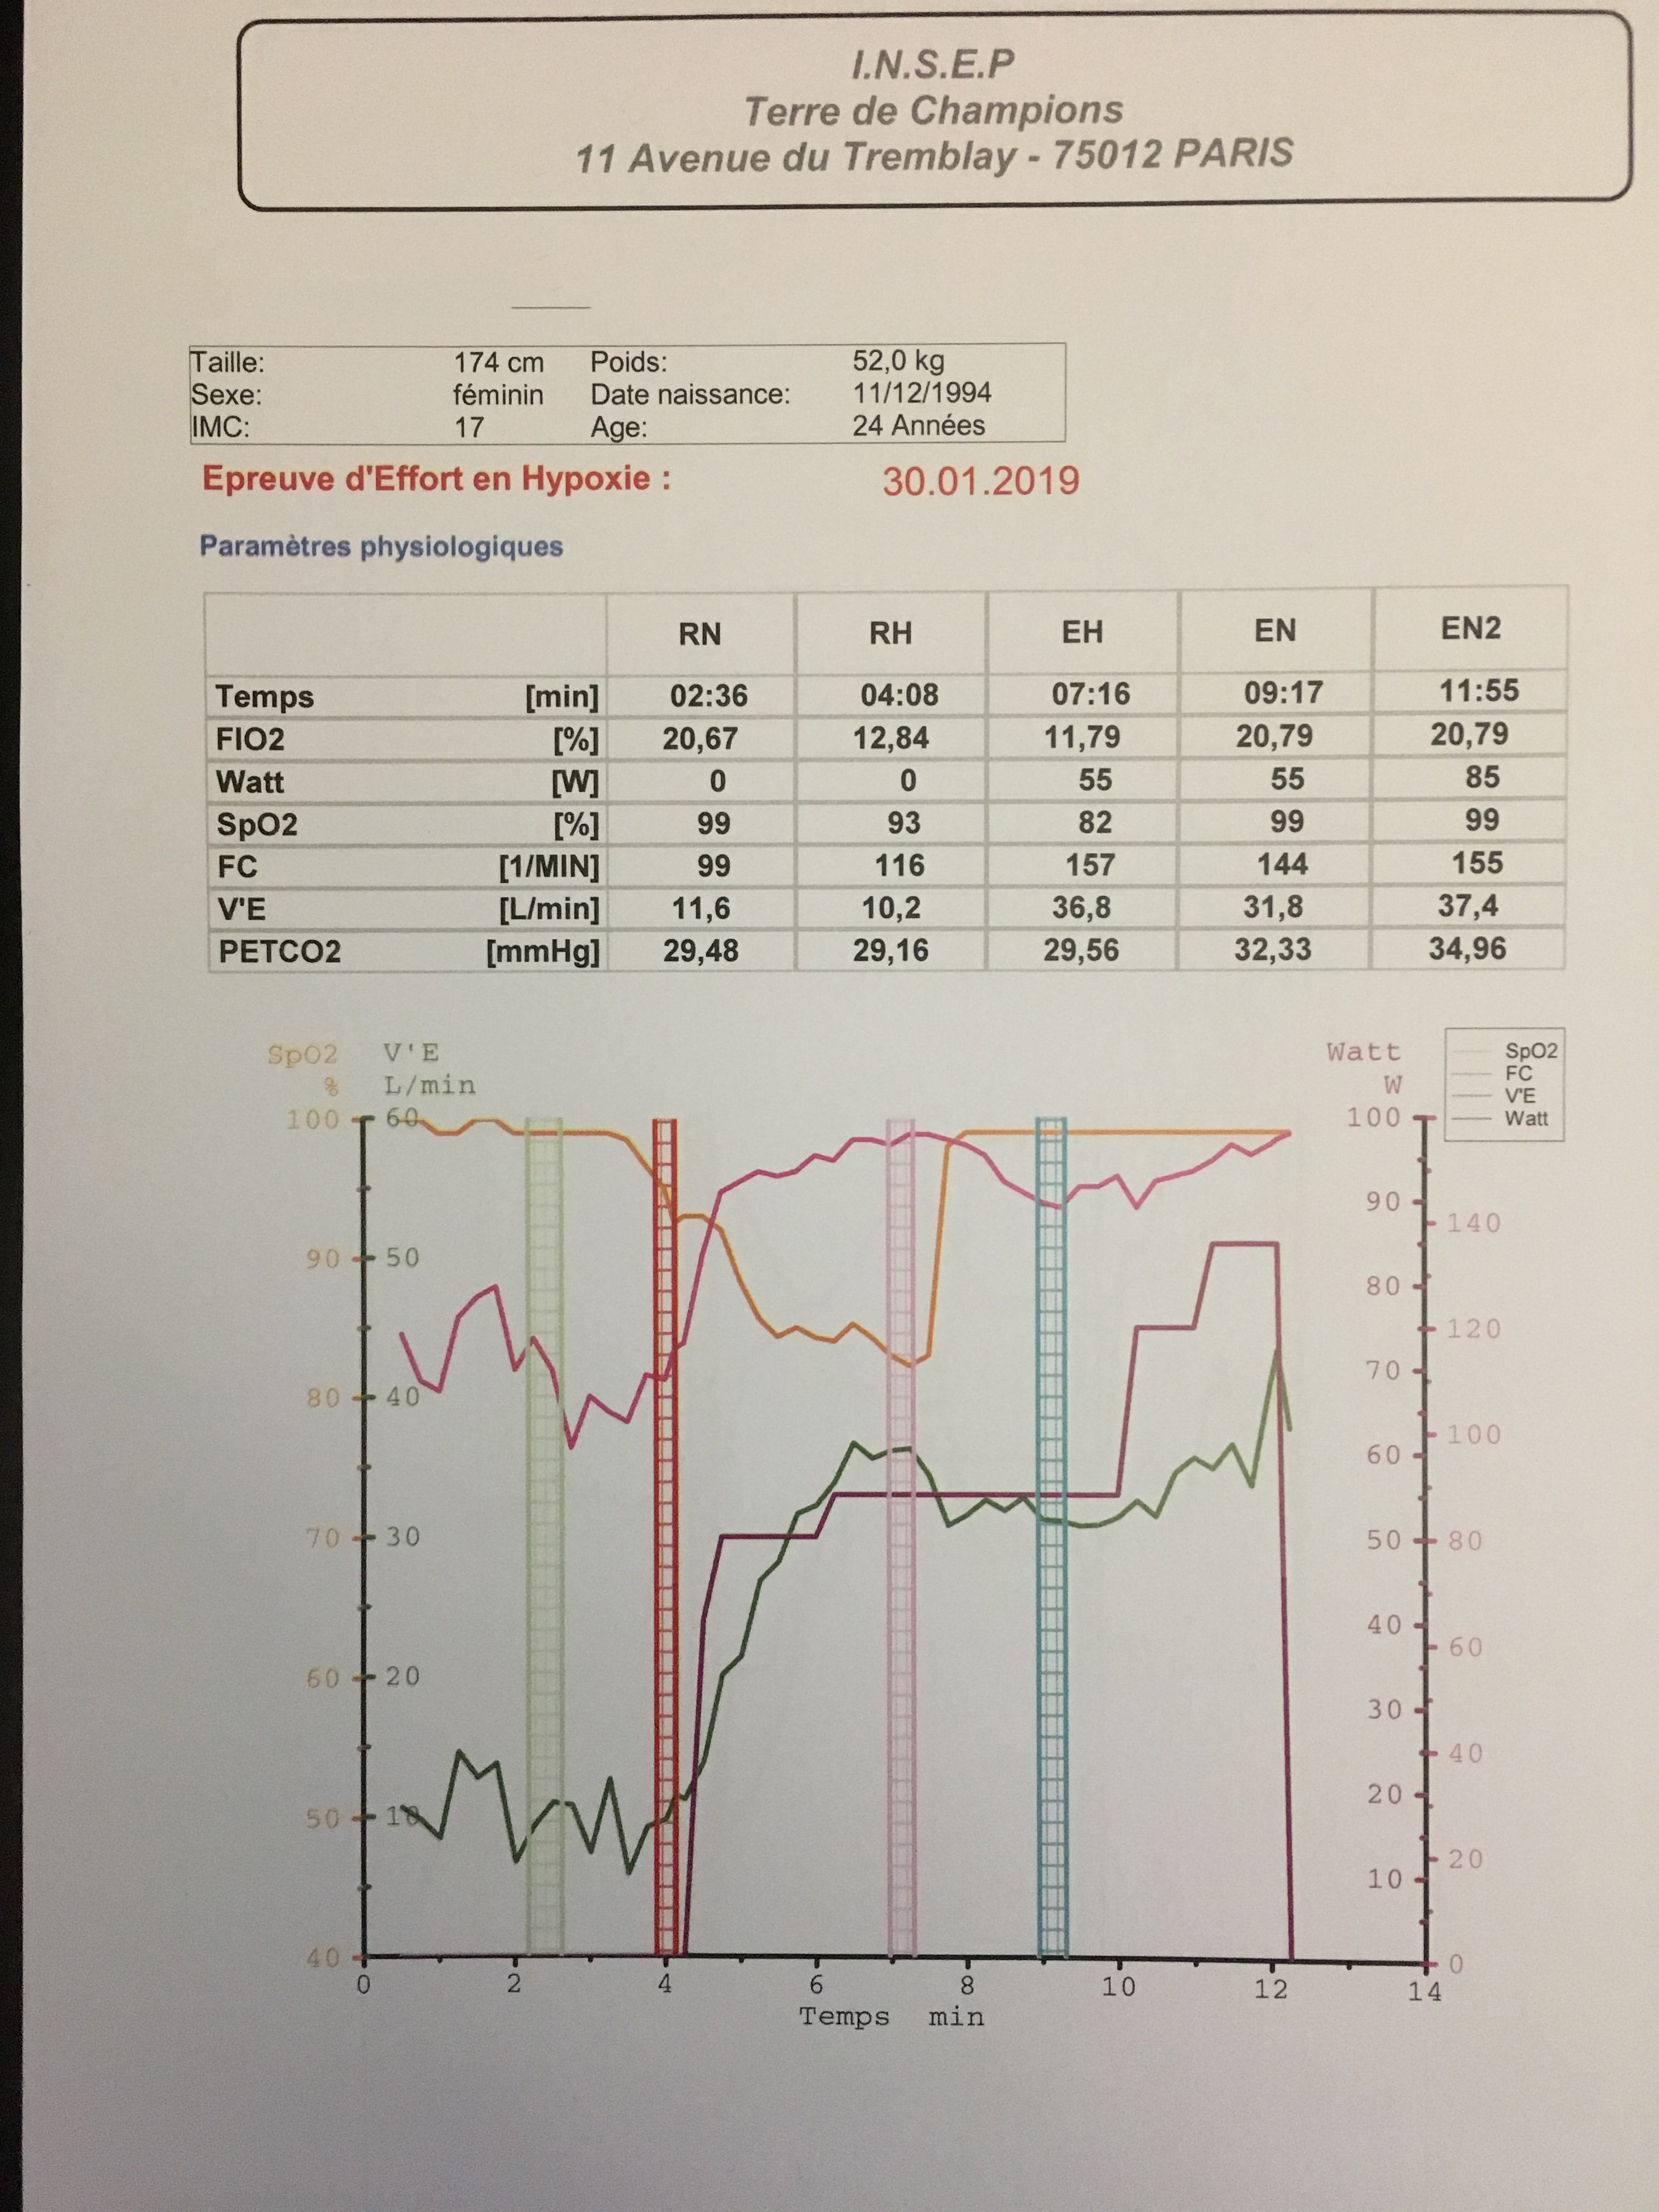 I.N.S.E.P
Terre de Champions
11 Avenue du Tremblay - 75012 PARIS
Taille: 174 cm Poids: 52,0 kg
Sexe: féminin Date naissance: 11/12/1994
IMC: 17 Age: 24 Années
Epreuve d'Effort en Hypoxie : 30.01.2019
Paramètres physiologiques
RN RH EH EN EN2
Temps [min] 02:36 04:08 07:16 09:17 11:55
FIO2 [%] 20,67 12,84 11,79 20,79 20,79
Watt [W] 0 0 55 55 85
SpO2 [%] 99 93 82 99 99
FC [1/MIN] 99 116 157 144 155
V'E [L/min] 11,6 10,2 36,8 31,8 37,4
PETCO2 [mmHg] 29,48 29,16 29,56 32,33 34,96
SpO2 V'E Watt SpO2
% L/min W FC
V'E
100 60 100 Watt
90
90 50 140
80
120
80 40 70
60 100
70 30 50 80
40 60
60 20 30
40
20
50 10 20
10
40 0
0 2 4 6 8 10 12 14
Temps min